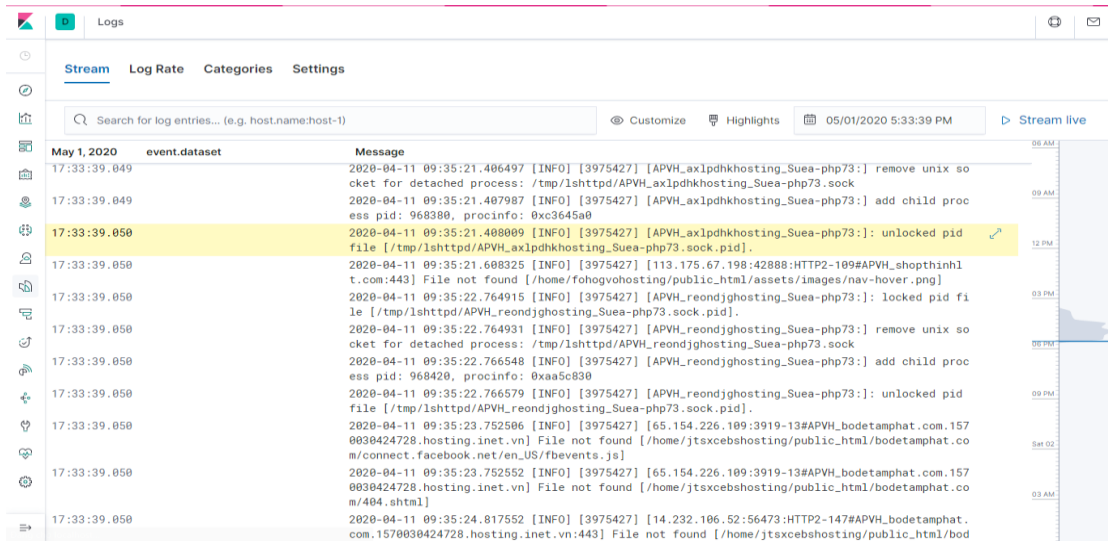 D Logs
Stream Log Rate Categories Settings
Search for log entries... (e.g. host.name:host-1) Customize Highlights 05/01/2020 5:33:39 PM Stream live
May 1, 2020 event.dataset Message
17:33:39.049 2020-04-11 09:35:21.406497 [INFO] [3975427] [APVH_axlpdhkhosting_Suea-php73:] remove unix so
cket for detached process: /tmp/lshttpd/APVH_axlpdhkhosting_Suea-php73.sock
17:33:39.049 2020-04-11 09:35:21.407987 [INFO] [3975427] [APVH_axlpdhkhosting_Suea-php73:] add child proc
ess pid: 968380, procinfo: 0xc3645a0
17:33:39.050 2020-04-11 09:35:21.408009 [INFO] [3975427] [APVH_axlpdhkhosting_Suea-php73:]: unlocked pid
file [/tmp/lshttpd/APVH_axlpdhkhosting_Suea-php73.sock.pid].
17:33:39.050 2020-04-11 09:35:21.608325 [INFO] [3975427] [113.175.67.198:42888:HTTP2-109#APVH_shopthinhl
t.com:443] File not found [/home/fohogvohosting/public_html/assets/images/nav-hover.png]
17:33:39.050 2020-04-11 09:35:22.764915 [INFO] [3975427] [APVH_reondjghosting_Suea-php73:]: locked pid fi
le [/tmp/lshttpd/APVH_reondjghosting_Suea-php73.sock.pid].
17:33:39.050 2020-04-11 09:35:22.764931 [INFO] [3975427] [APVH_reondjghosting_Suea-php73:] remove unix so
cket for detached process: /tmp/lshttpd/APVH_reondjghosting_Suea-php73.sock
17:33:39.050 2020-04-11 09:35:22.766548 [INFO] [3975427] [APVH_reondjghosting_Suea-php73:] add child proc
ess pid: 968420, procinfo: 0xaa5c830
17:33:39.050 2020-04-11 09:35:22.766579 [INFO] [3975427] [APVH_reondjghosting_Suea-php73:]: unlocked pid
file [/tmp/lshttpd/APVH_reondjghosting_Suea-php73.sock.pid].
17:33:39.050 2020-04-11 09:35:23.752506 [INFO] [3975427] [65.154.226.109:3919-13#APVH_bodetamphat.com.157
0030424728.hosting.inet.vn] File not found [/home/jtsxcebshosting/public_html/bodetamphat.co
m/connect.facebook.net/en_US/fbevents.js]
17:33:39.050 2020-04-11 09:35:23.752552 [INFO] [3975427] [65.154.226.109:3919-13#APVH_bodetamphat.com.157
0030424728.hosting.inet.vn] File not found [/home/jtsxcebshosting/public_html/bodetamphat.co
m/404.shtml]
17:33:39.050 2020-04-11 09:35:24.817552 [INFO] [3975427] [14.232.106.52:56473:HTTP2-147#APVH_bodetamphat.
com.1570030424728.hosting.inet.vn:443] File not found [/home/jtsxcebshosting/public_html/bod
06 AM
09 AM
12 PM
03 PM
06 PM
09 PM
Sat 02
03 AM